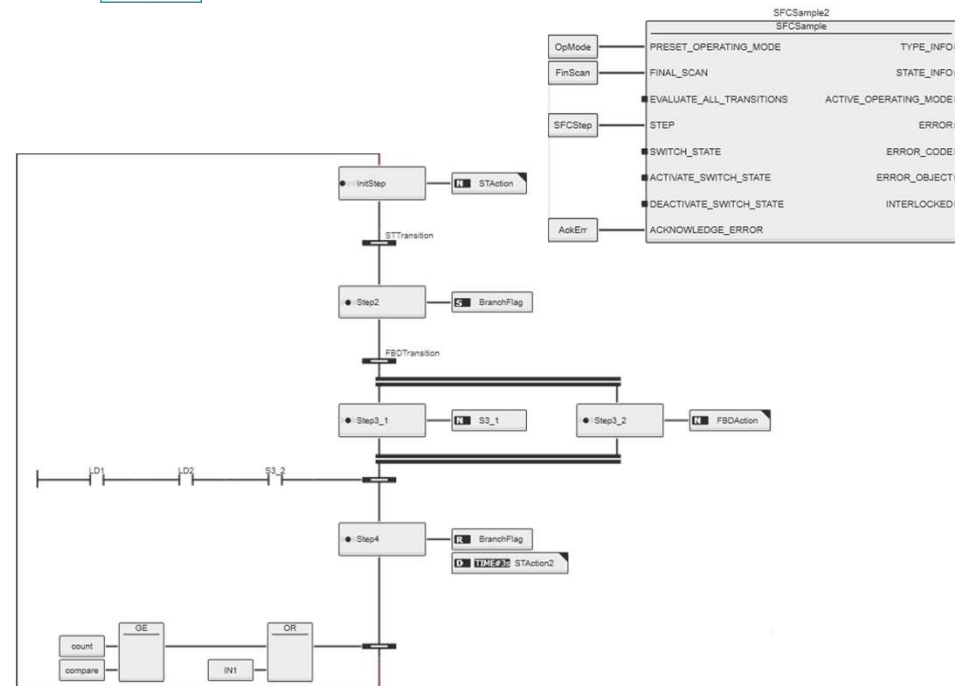 SFCSample2
SFCSample
OpMode PRESET_OPERATING_MODE TYPE_INFO
FinScan FINAL_SCAN STATE_INFO
EVALUATE_ALL_TRANSITIONS ACTIVE_OPERATING_MODE
SFCStep STEP ERROR
SWITCH_STATE ERROR_CODE
ACTIVATE_SWITCH_STATE ERROR_OBJECT
DEACTIVATE_SWITCH_STATE INTERLOCKED
AckErr ACKNOWLEDGE_ERROR
InitStep N STAction
STTransition
Step2 S BranchFlag
FBDTransition
Step3_1 N S3_1 Step3_2 N FBDAction
LD1 LD2 S3_2
Step4 R BranchFlag
D TIME#3s STAction2
GE OR
count
compare IN1